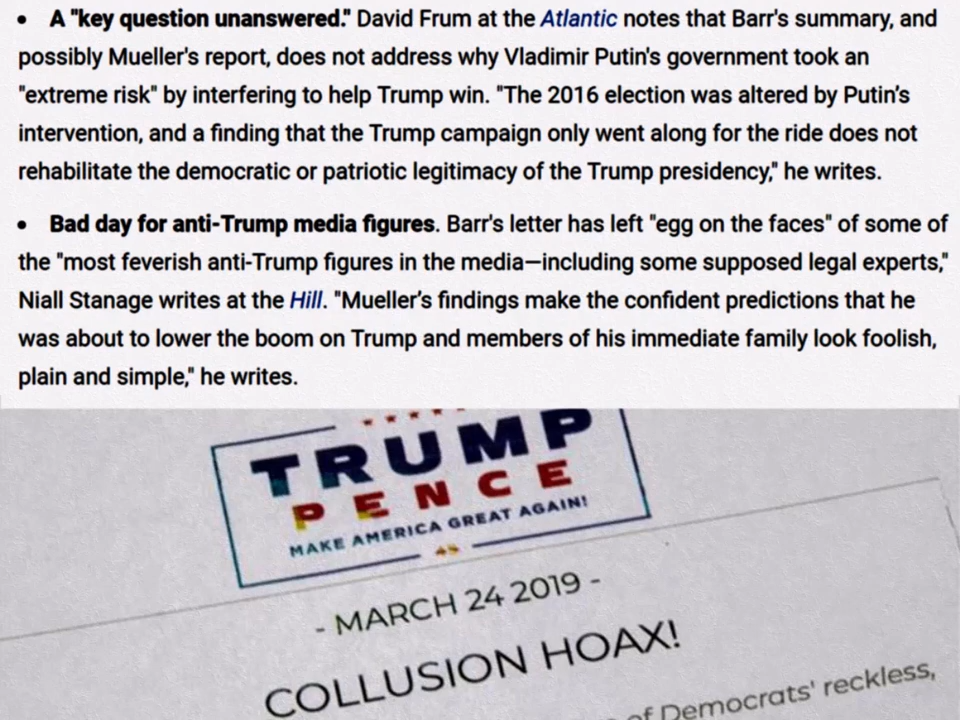 • A "key question unanswered." David Frum at the Atlantic notes that Barr's summary, and
possibly Mueller's report, does not address why Vladimir Putin's government took an
"extreme risk" by interfering to help Trump win. "The 2016 election was altered by Putin's
intervention, and a finding that the Trump campaign only went along for the ride does not
rehabilitate the democratic or patriotic legitimacy of the Trump presidency," he writes.
• Bad day for anti-Trump media figures. Barr's letter has left "egg on the faces" of some of
the "most feverish anti-Trump figures in the media—including some supposed legal experts,"
Niall Stanage writes at the Hill. "Mueller's findings make the confident predictions that he
was about to lower the boom on Trump and members of his immediate family look foolish,
plain and simple," he writes.
TRUMP
PENCE
MAKE AMERICA GREAT AGAIN!
45
- MARCH 24 2019 -
COLLUSION HOAX!
of Democrats' reckless,